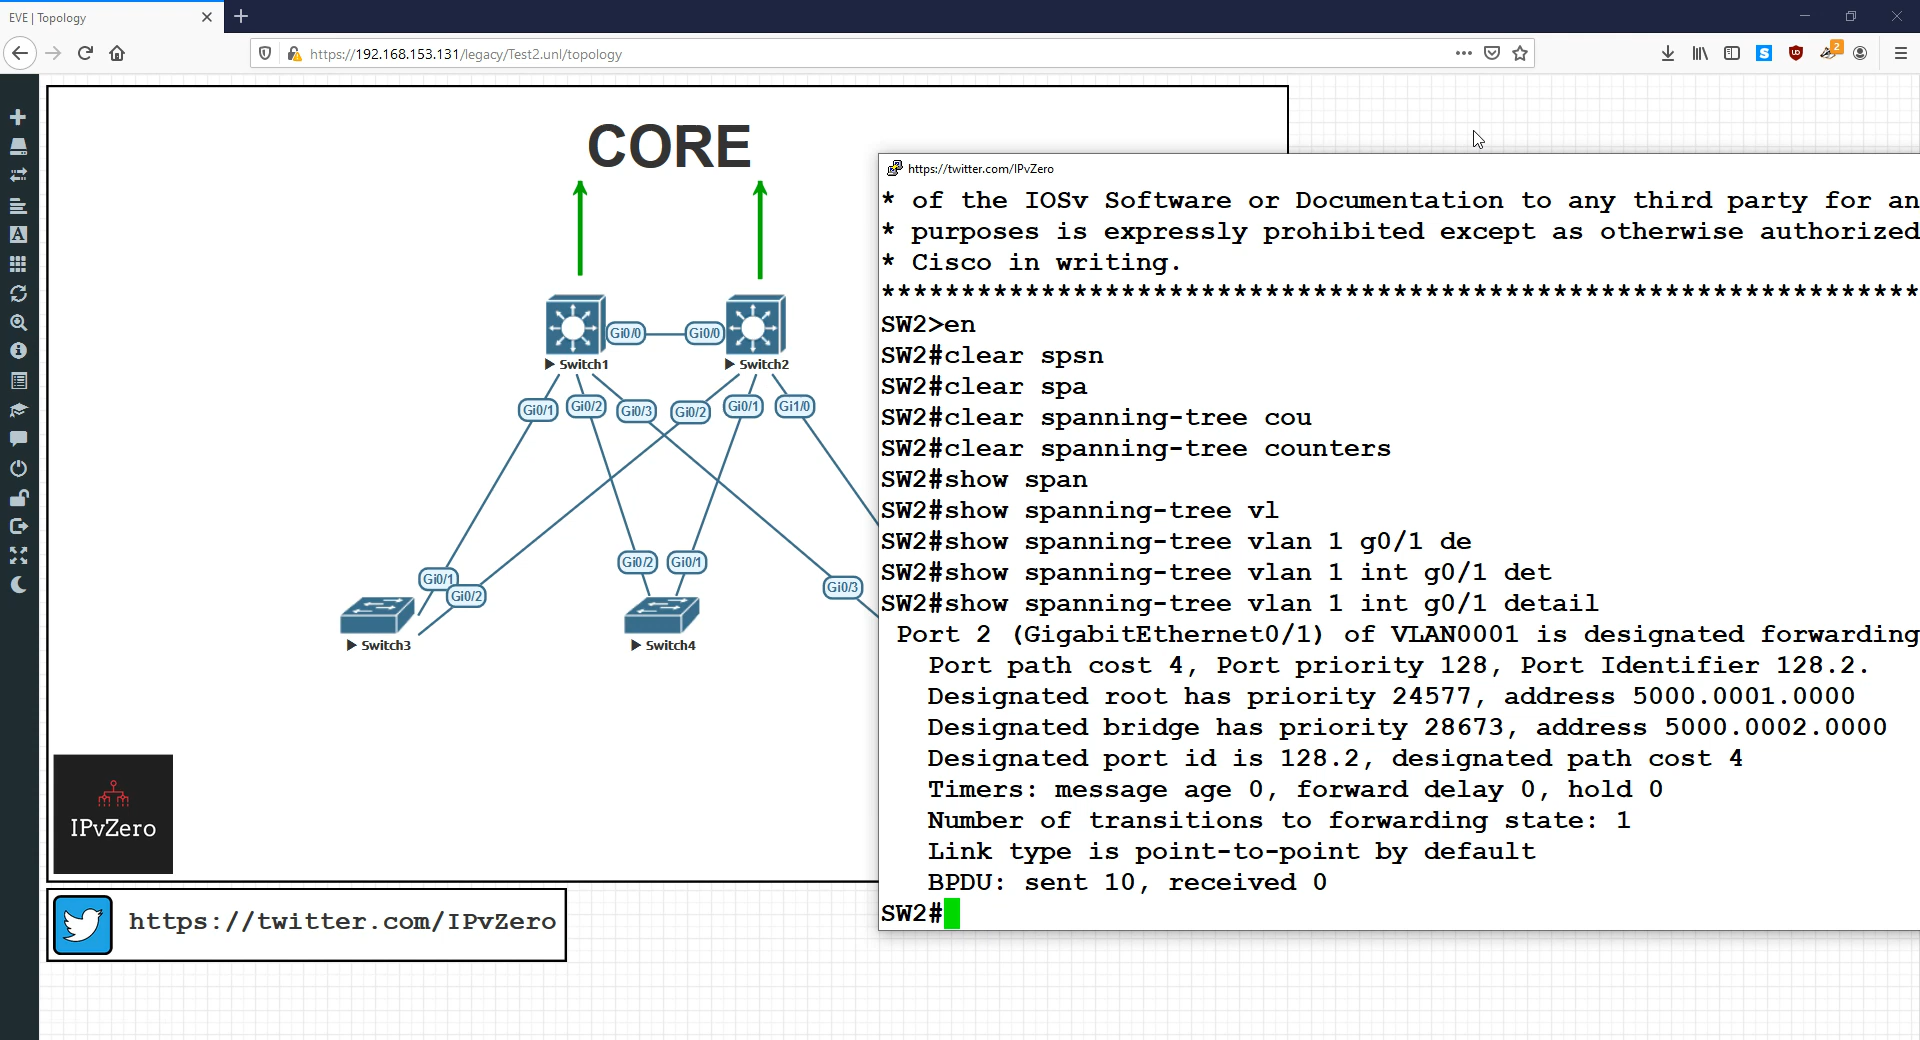 EVE | Topology
https://192.168.153.131/legacy/Test2.unl/topology
2
CORE
Gi0/0
Gi0/0
Switch1
Switch2
Gi0/1
Gi0/2
Gi0/3
Gi0/2
Gi0/1
Gi1/0
Gi0/1
Gi0/2
Gi0/2
Gi0/1
Gi0/3
Switch3
Switch4
IPvZero
https://twitter.com/IPvZero
https://twitter.com/IPvZero
* of the IOSv Software or Documentation to any third party for an
* purposes is expressly prohibited except as otherwise authorized
* Cisco in writing.
*****************************************************************
SW2>en
SW2#clear spsn
SW2#clear spa
SW2#clear spanning-tree cou
SW2#clear spanning-tree counters
SW2#show span
SW2#show spanning-tree vl
SW2#show spanning-tree vlan 1 g0/1 de
SW2#show spanning-tree vlan 1 int g0/1 det
SW2#show spanning-tree vlan 1 int g0/1 detail
Port 2 (GigabitEthernet0/1) of VLAN0001 is designated forwarding
Port path cost 4, Port priority 128, Port Identifier 128.2.
Designated root has priority 24577, address 5000.0001.0000
Designated bridge has priority 28673, address 5000.0002.0000
Designated port id is 128.2, designated path cost 4
Timers: message age 0, forward delay 0, hold 0
Number of transitions to forwarding state: 1
Link type is point-to-point by default
BPDU: sent 10, received 0
SW2#